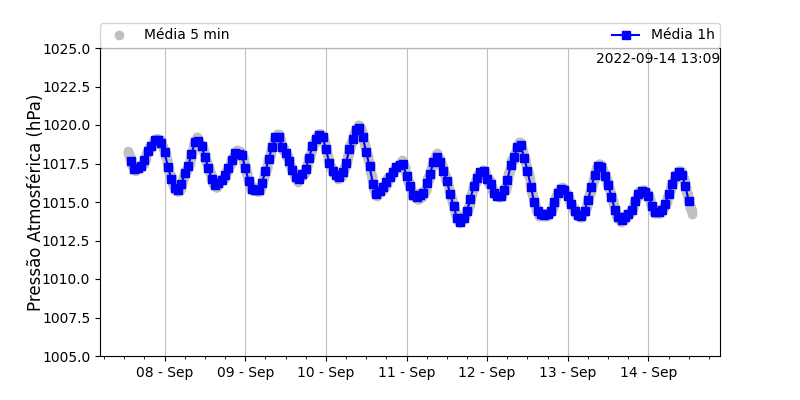 Média 5 min
Média 1h
2022-09-14 13:09
Pressão Atmosférica (hPa)
1025.0
1022.5
1020.0
1017.5
1015.0
1012.5
1010.0
1007.5
1005.0
08 - Sep
09 - Sep
10 - Sep
11 - Sep
12 - Sep
13 - Sep
14 - Sep